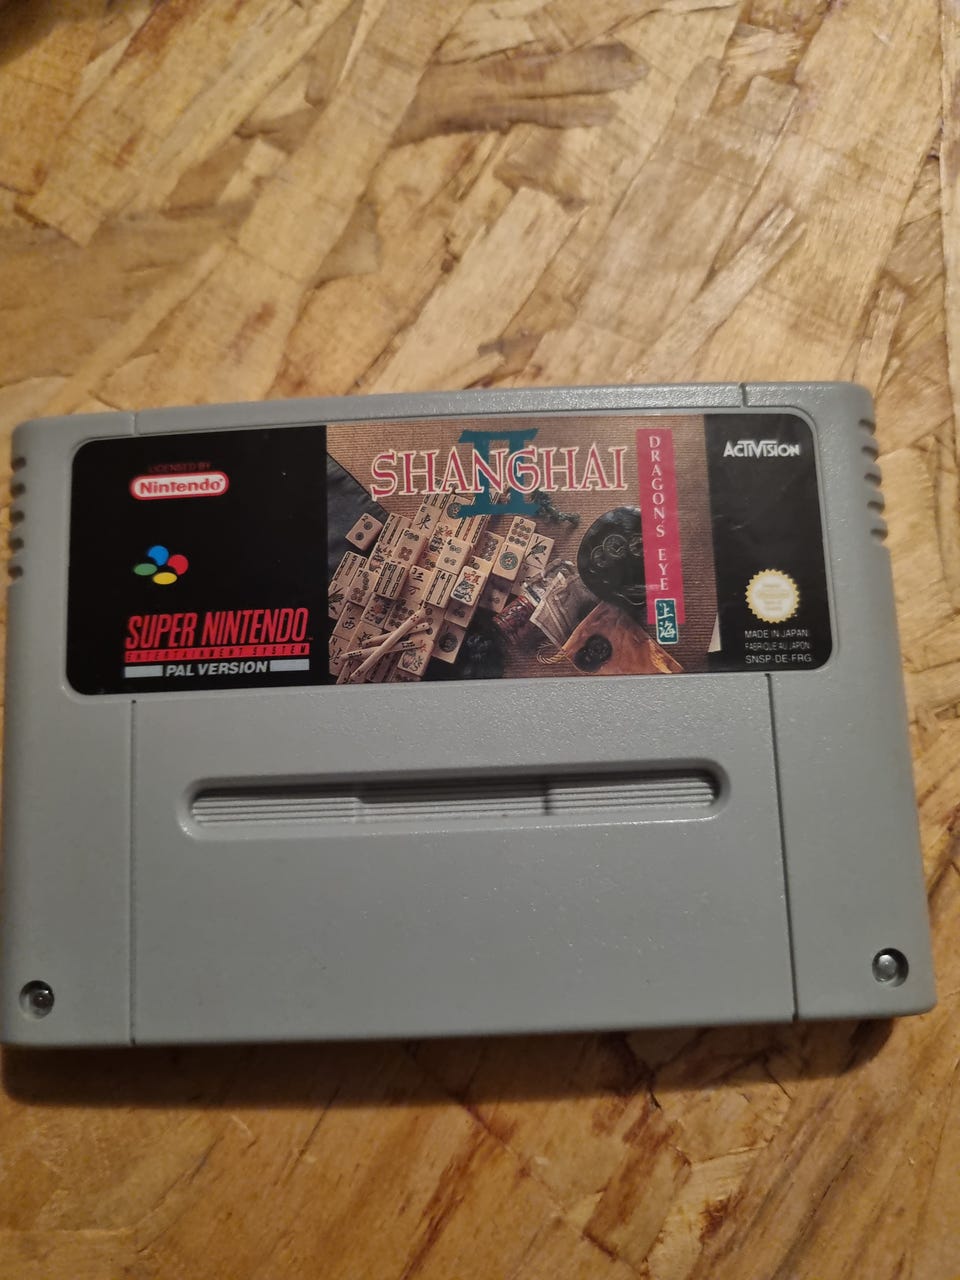 LICENSED BY
Nintendo
SUPER NINTENDO
ENTERTAINMENT SYSTEM
PAL VERSION
II
SHANGHAI
DRAGON'S EYE
上海
ACTIVISION
MADE IN JAPAN
FABRIQUE AU JAPON
SNSP-DE-FRG